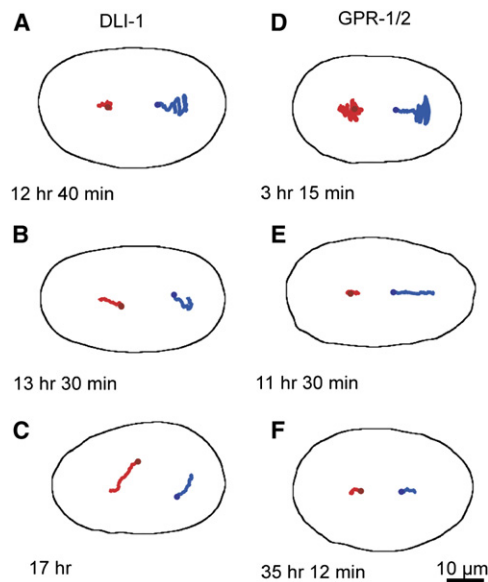 A DLI-1
D GPR-1/2
12 hr 40 min
3 hr 15 min
B
E
13 hr 30 min
11 hr 30 min
C
F
17 hr
35 hr 12 min
10 µm